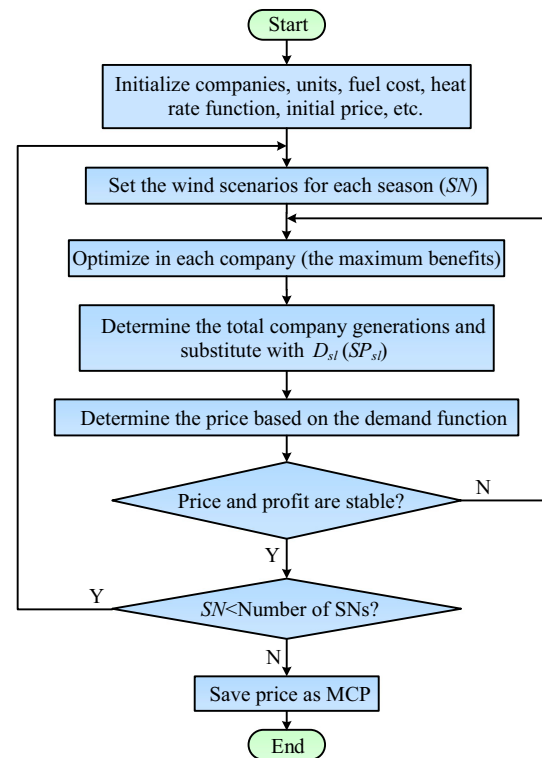 Start
Initialize companies, units, fuel cost, heat
rate function, initial price, etc.
Set the wind scenarios for each season (SN)
Optimize in each company (the maximum benefits)
Determine the total company generations and
substitute with D_sl (SP_sl)
Determine the price based on the demand function
Price and profit are stable?
N
Y
SN<Number of SNs?
Y
N
Save price as MCP
End